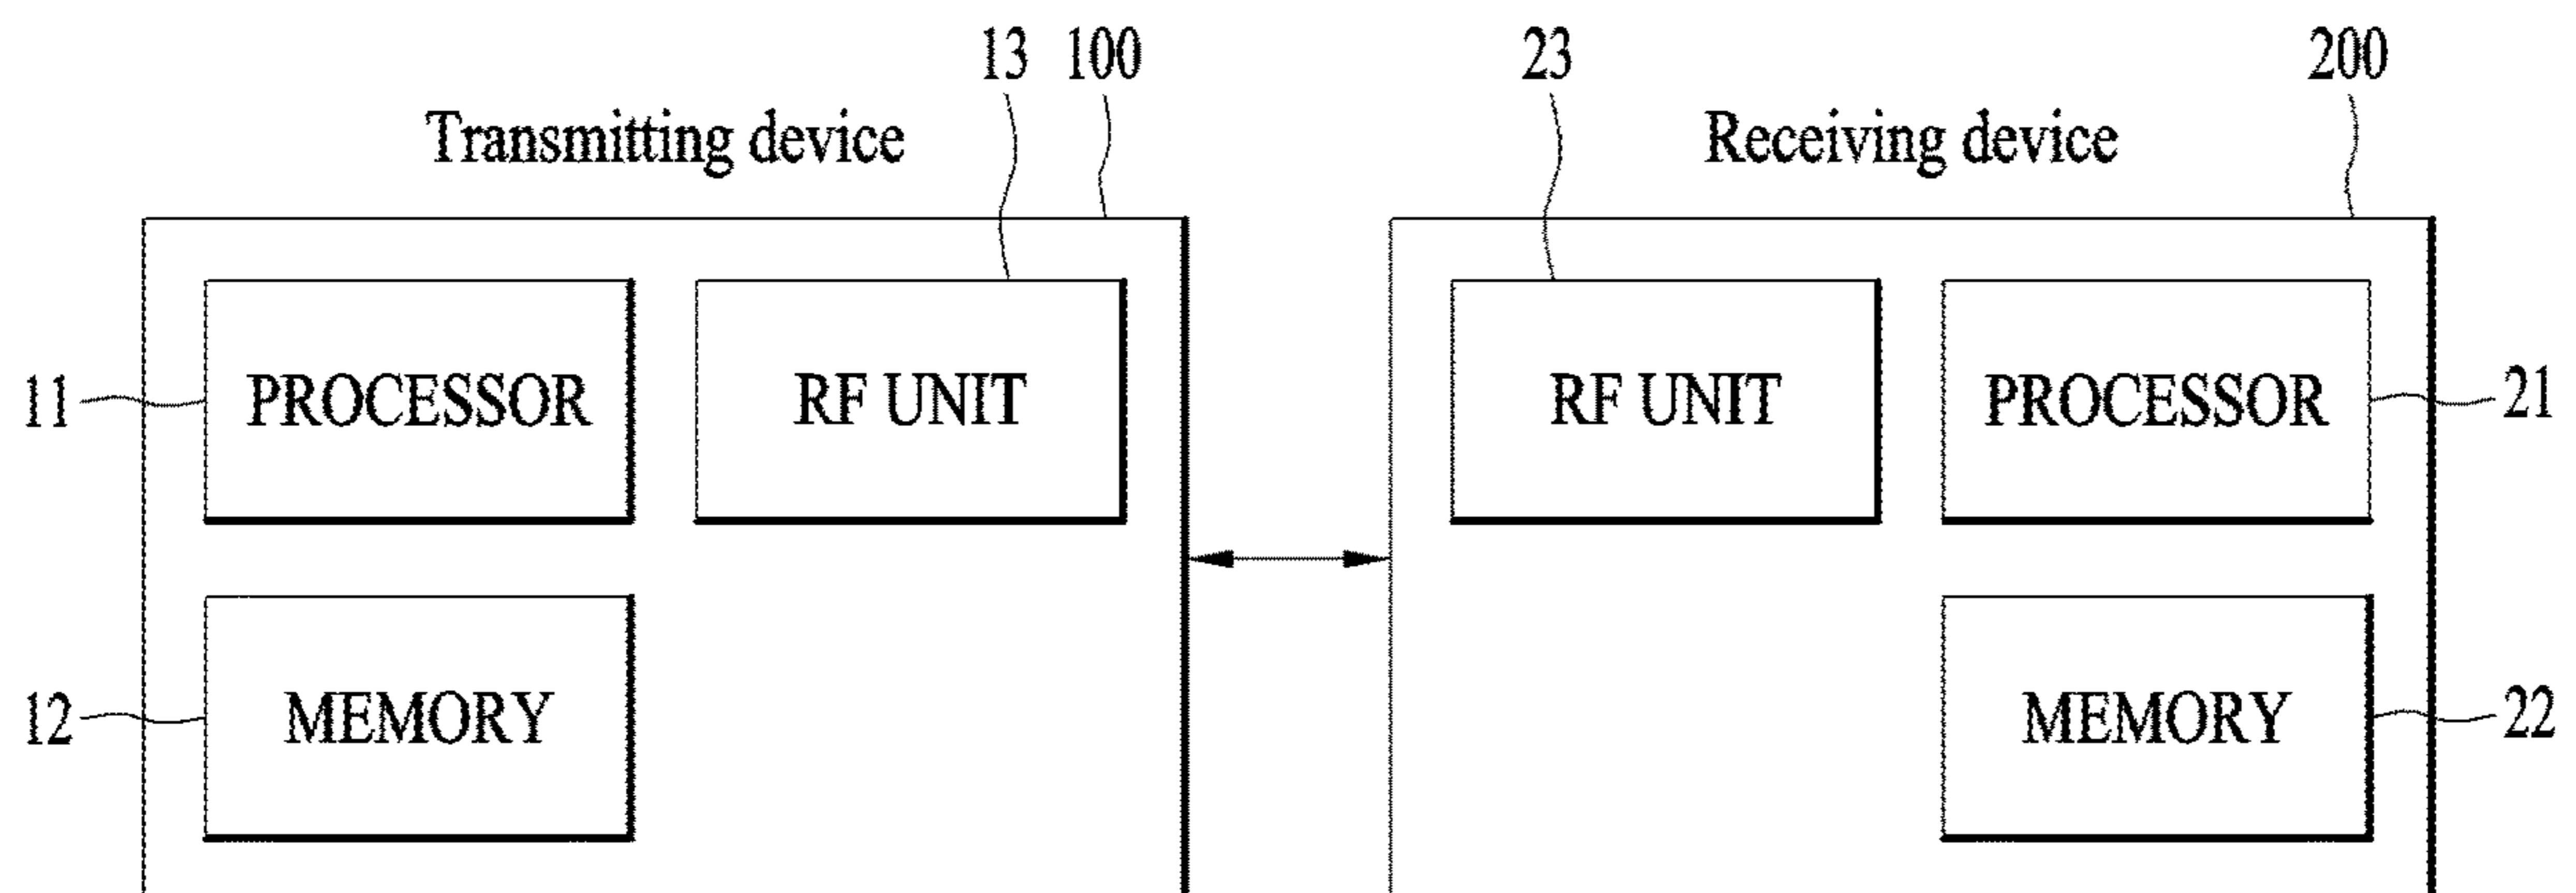 13 100 23 200
Transmitting device Receiving device
11 PROCESSOR RF UNIT RF UNIT PROCESSOR 21
12 MEMORY MEMORY 22